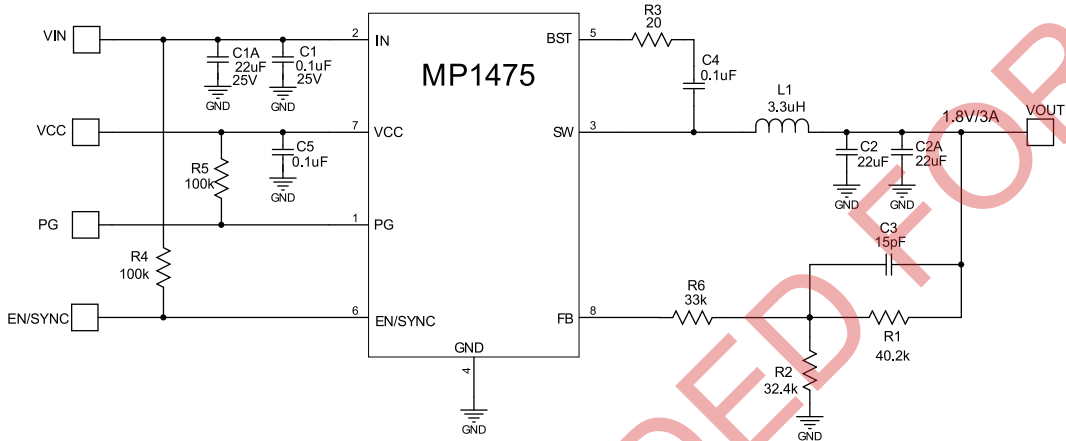 VIN
2
IN
C1A
22uF
25V
GND
C1
0.1uF
25V
GND
MP1475
BST
5
R3
20
C4
0.1uF
VCC
7
VCC
C5
0.1uF
GND
R5
100k
SW
3
L1
3.3uH
1.8V/3A
VOUT
C2
22uF
GND
C2A
22uF
GND
PG
1
PG
R4
100k
C3
15pF
EN/SYNC
6
EN/SYNC
FB
8
R6
33k
R1
40.2k
R2
32.4k
GND
GND
4
GND
DED FOR